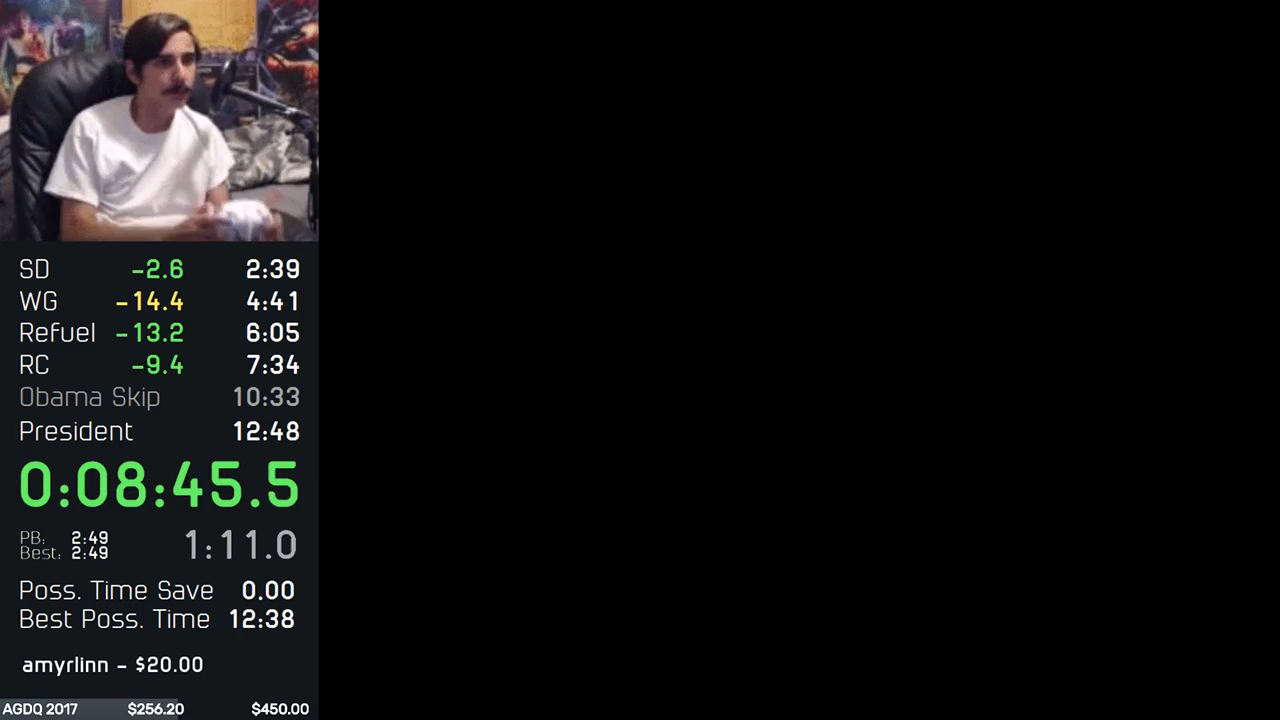 SD -2.6 2:39
WG -14.4 4:41
Refuel -13.2 6:05
RC -9.4 7:34
Obama Skip 10:33
President 12:48
0:08:45.5
PB: 2:49
Best: 2:49
1:11.0
Poss. Time Save 0.00
Best Poss. Time 12:38
amyrlinn - $20.00
AGDQ 2017 $256.20 $450.00